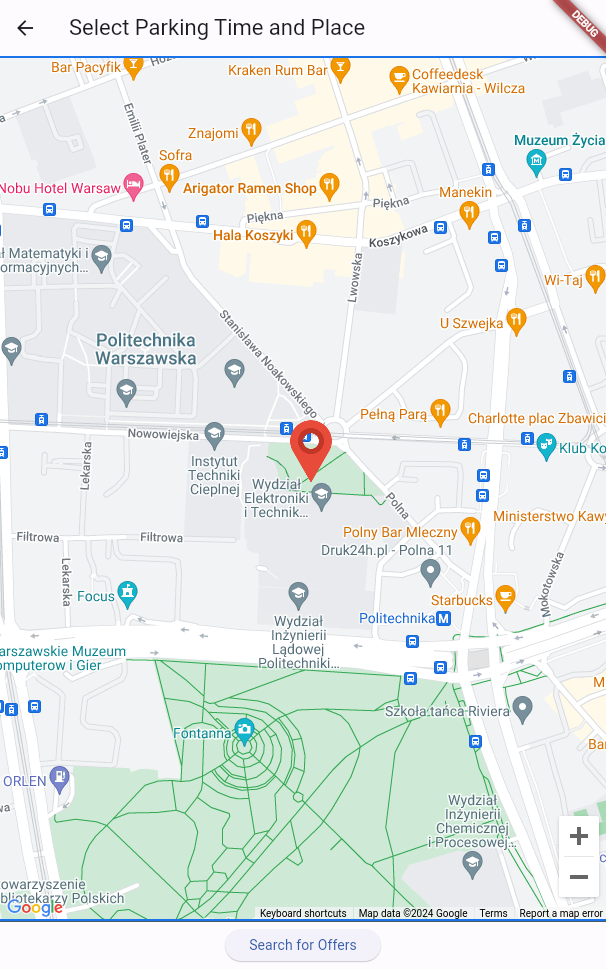 Select Parking Time and Place
DEBUG
Bar Pacyfik
Kraken Rum Bar
Coffeedesk
Kawiarnia - Wilcza
Emilii Plater
Znajomi
Muzeum Życia
Sofra
Nobu Hotel Warsaw
Arigator Ramen Shop
Manekin
Piękna
Piękna
Hala Koszyki
Koszykowa
Matematyki i
ormacyjnych...
Lwowska
Wi-Taj
Stanisława Noakowskiego
U Szwejka
Politechnika
Warszawska
Pełną Parą
Charlotte plac Zbawici
Nowowiejska
Klub Ko
Lekarska
Instytut
Techniki
Cieplnej
Wydział
Elektroniki
i Technik...
Polna
Ministerstwo Kawy
Filtrowa
Filtrowa
Polny Bar Mleczny
Druk24h.pl - Polna 11
Lekarska
Mokotowska
Focus
Starbucks
Wydział
Inżynierii
Lądowej
Politechniki...
Politechnika
M
arszawskie Muzeum
omputerow i Gier
M
Szkoła tańca Riviera
Fontanna
Ba
ORLEN
Wydział
Inżynierii
Chemicznej
i Procesowej...
+
−
owarzyszenie
bliotekarzy Polskich
Google
Keyboard shortcuts
Map data ©2024 Google
Terms
Report a map error
Search for Offers